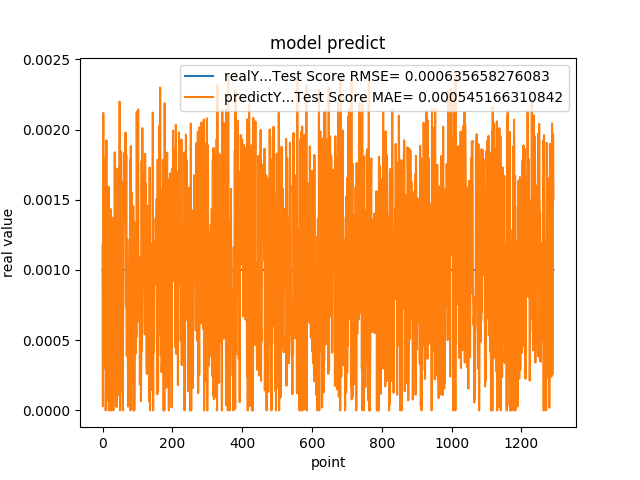 model predict
realY...Test Score RMSE= 0.000635658276083
predictY...Test Score MAE= 0.000545166310842
0.0025
0.0020
0.0015
0.0010
0.0005
0.0000
real value
0 200 400 600 800 1000 1200
point